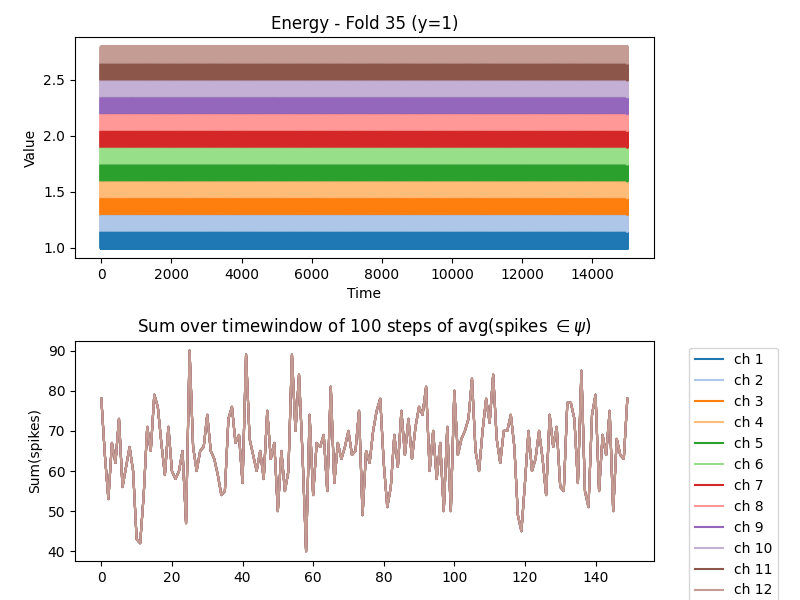 Energy - Fold 35 (y=1)
2.5
2.0
1.5
1.0
Value
0 2000 4000 6000 8000 10000 12000 14000
Time
Sum over timewindow of 100 steps of avg(spikes ∈ ψ)
90
80
70
60
50
40
Sum(spikes)
0 20 40 60 80 100 120 140
ch 1
ch 2
ch 3
ch 4
ch 5
ch 6
ch 7
ch 8
ch 9
ch 10
ch 11
ch 12